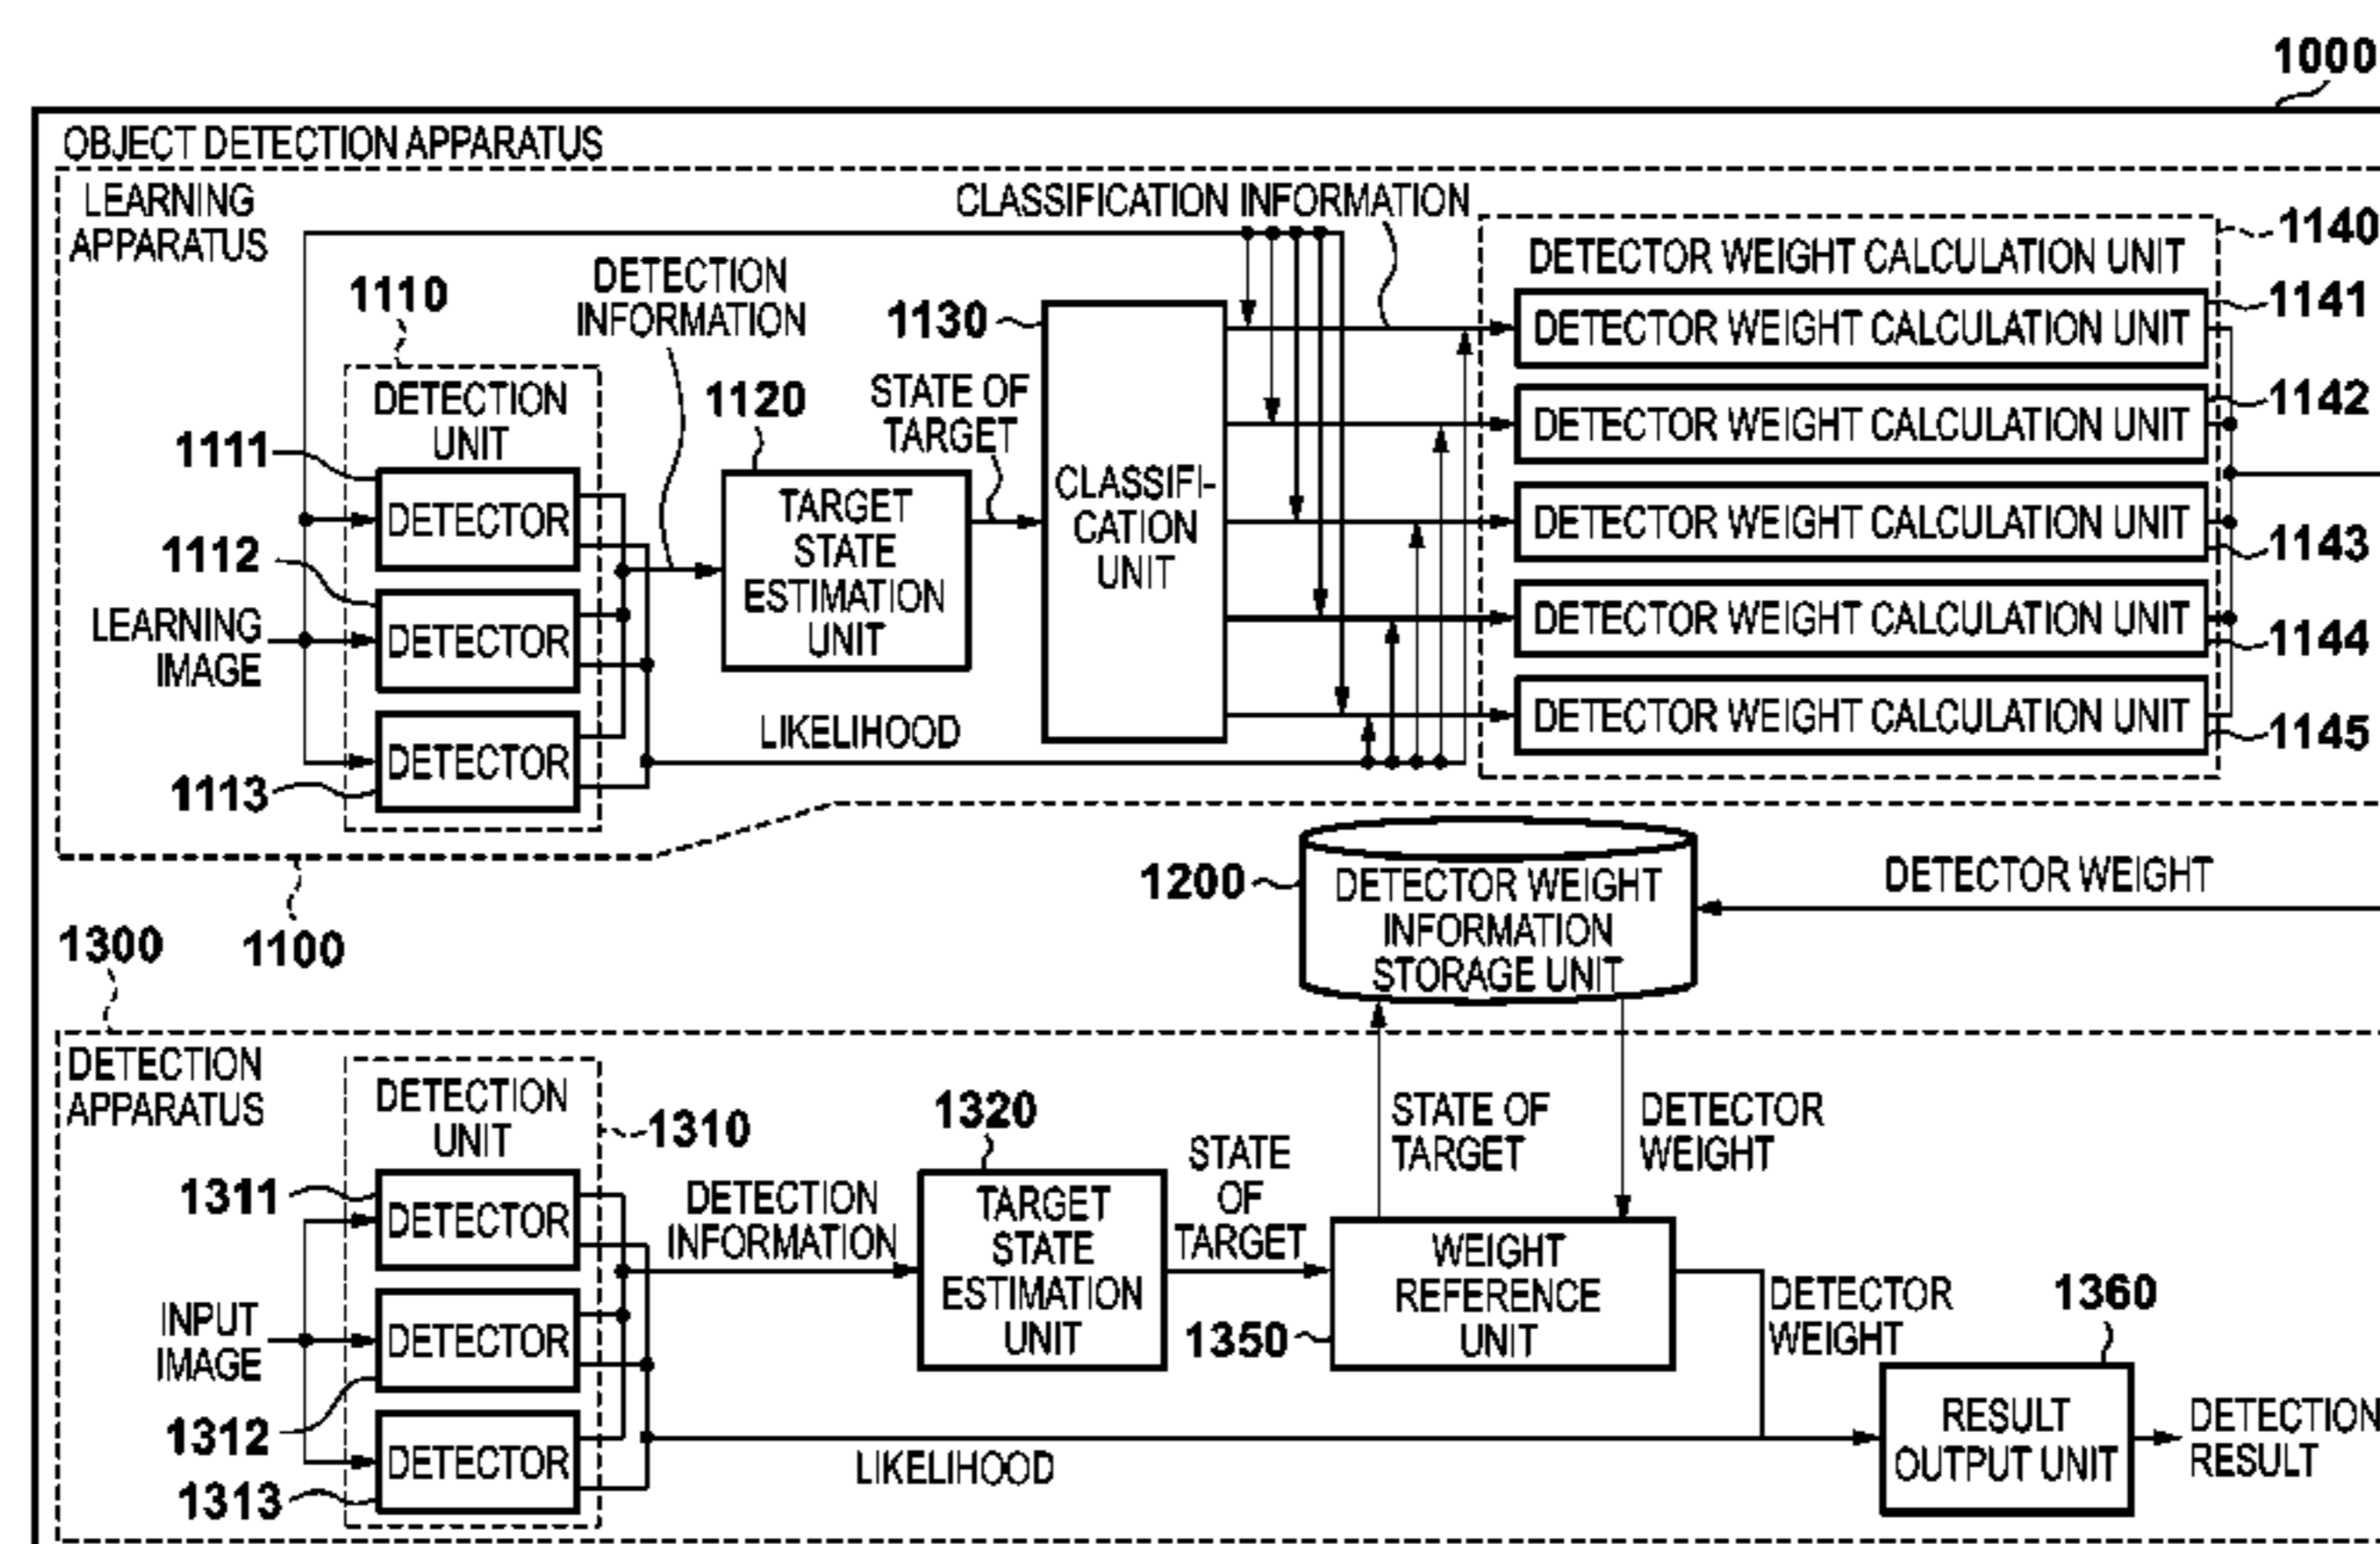 1000
OBJECT DETECTION APPARATUS
LEARNING
APPARATUS
CLASSIFICATION INFORMATION
1140
DETECTOR WEIGHT CALCULATION UNIT
1110
DETECTION
INFORMATION
1130
1141
DETECTOR WEIGHT CALCULATION UNIT
DETECTION
UNIT
1120
STATE OF
TARGET
1142
DETECTOR WEIGHT CALCULATION UNIT
1111
DETECTOR
TARGET
STATE
ESTIMATION
UNIT
CLASSIFI-
CATION
UNIT
DETECTOR WEIGHT CALCULATION UNIT
1143
1112
DETECTOR
LEARNING
IMAGE
DETECTOR WEIGHT CALCULATION UNIT
1144
DETECTOR
1113
LIKELIHOOD
DETECTOR WEIGHT CALCULATION UNIT
1145
1100
1200
DETECTOR WEIGHT
INFORMATION
STORAGE UNIT
DETECTOR WEIGHT
1300
DETECTION
APPARATUS
DETECTION
UNIT
1310
1311
DETECTOR
DETECTION
INFORMATION
1320
TARGET
STATE
ESTIMATION
UNIT
STATE
OF
TARGET
STATE OF
TARGET
DETECTOR
WEIGHT
WEIGHT
REFERENCE
UNIT
1350
INPUT
IMAGE
DETECTOR
1312
DETECTOR
WEIGHT
1360
DETECTOR
1313
LIKELIHOOD
RESULT
OUTPUT UNIT
DETECTION
RESULT